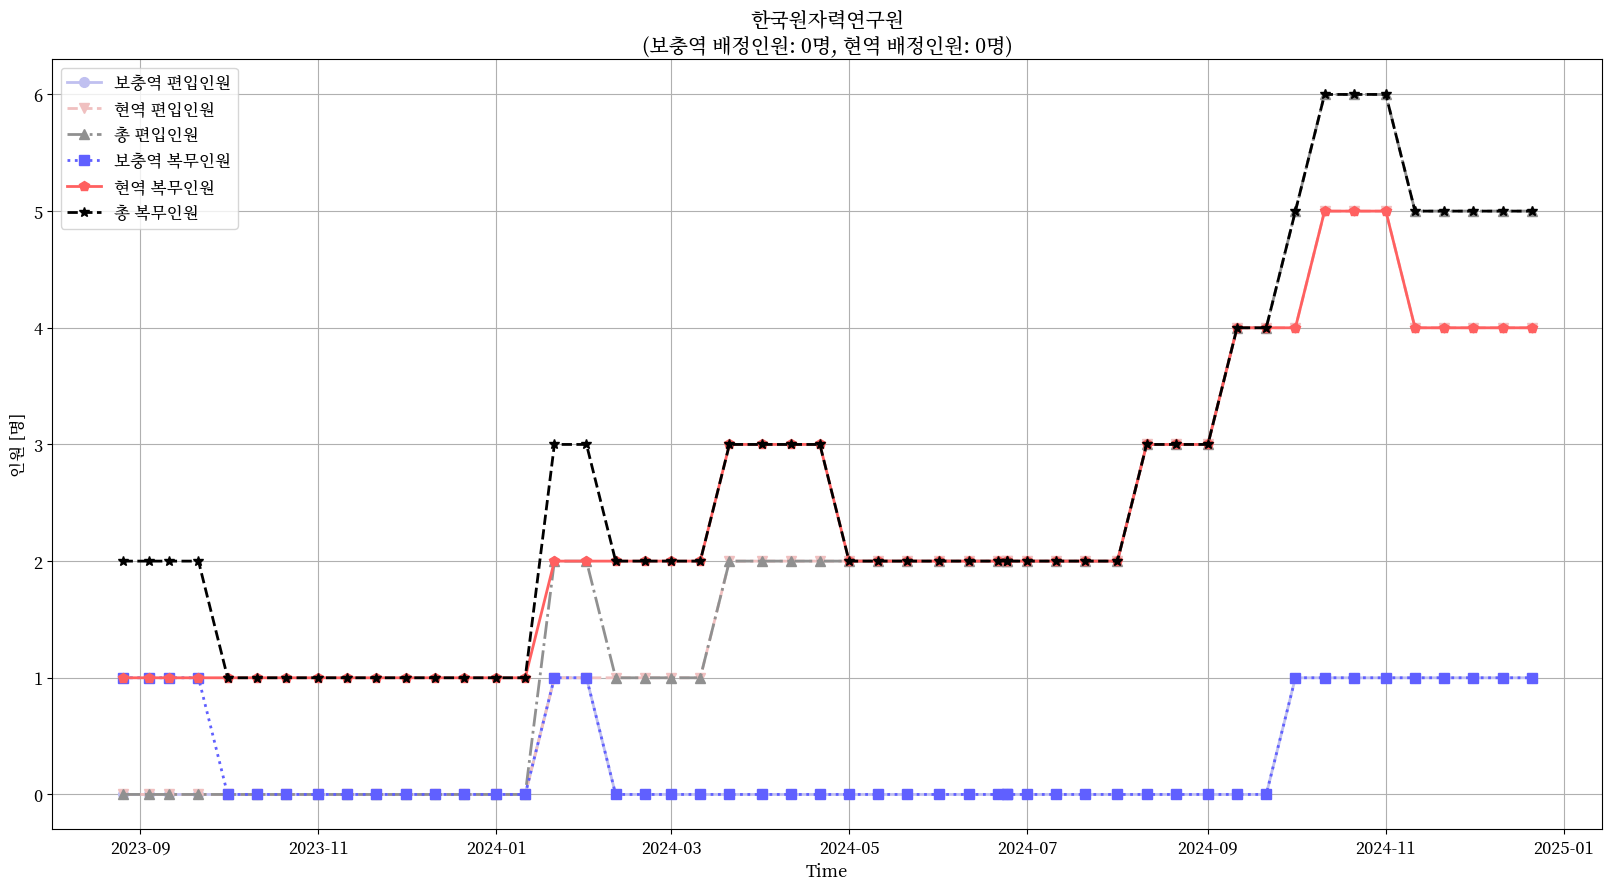 한국원자력연구원
(보충역 배정인원: 0명, 현역 배정인원: 0명)
보충역 편입인원
현역 편입인원
총 편입인원
보충역 복무인원
현역 복무인원
총 복무인원
6
5
4
3
2
1
0
인원 [명]
2023-09
2023-11
2024-01
2024-03
2024-05
2024-07
2024-09
2024-11
2025-01
Time